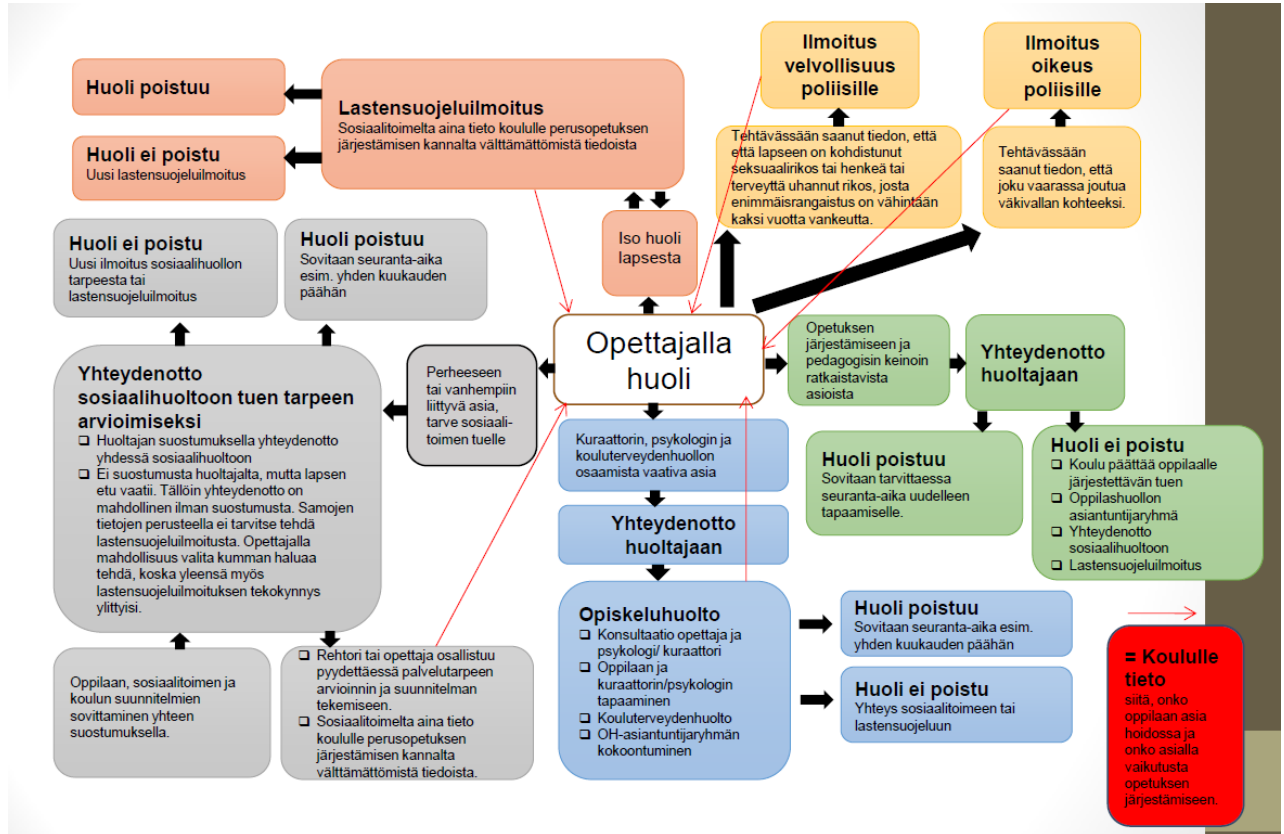 Huoli poistuu
Huoli ei poistu
Uusi lastensuojeluilmoitus
Lastensuojeluilmoitus
Sosiaalitoimelta aina tieto koululle perusopetuksen
järjestämisen kannalta välttämättömistä tiedoista
Ilmoitus
velvollisuus
poliisille
Ilmoitus
oikeus
poliisille
Tehtävässään saanut tiedon, että
että lapseen on kohdistunut
seksuaalirikos tai henkeä tai
terveyttä uhannut rikos, josta
enimmäisrangaistus on vähintään
kaksi vuotta vankeutta.
Tehtävässään
saanut tiedon, että
joku vaarassa joutua
väkivallan kohteeksi.
Iso huoli
lapsesta
Huoli ei poistu
Uusi ilmoitus sosiaalihuollon
tarpeesta tai
lastensuojeluilmoitus
Huoli poistuu
Sovitaan seuranta-aika
esim. yhden kuukauden
päähän
Opettajalla
huoli
Opetuksen
järjestämiseen ja
pedagogisin keinoin
ratkaistavista
asioista
Yhteydenotto
huoltajaan
Yhteydenotto
sosiaalihuoltoon tuen tarpeen
arvioimiseksi
❑ Huoltajan suostumuksella yhteydenotto
yhdessä sosiaalihuoltoon
❑ Ei suostumusta huoltajalta, mutta lapsen
etu vaatii. Tällöin yhteydenotto on
mahdollinen ilman suostumusta. Samojen
tietojen perusteella ei tarvitse tehdä
lastensuojeluilmoitusta. Opettajalla
mahdollisuus valita kumman haluaa
tehdä, koska yleensä myös
lastensuojeluilmoituksen tekokynnys
ylittyisi.
Perheeseen
tai vanhempiin
liittyvä asia,
tarve sosiaali-
toimen tuelle
Kuraattorin, psykologin ja
kouluterveydenhuollon
osaamista vaativa asia
Huoli poistuu
Sovitaan tarvittaessa
seuranta-aika uudelleen
tapaamiselle.
Huoli ei poistu
❑ Koulu päättää oppilaalle
järjestettävän tuen
❑ Oppilashuollon
asiantuntijaryhmä
❑ Yhteydenotto
sosiaalihuoltoon
❑ Lastensuojeluilmoitus
Yhteydenotto
huoltajaan
Opiskeluhuolto
❑ Konsultaatio opettaja ja
psykologi/ kuraattori
❑ Oppilaan ja
kuraattorin/psykologin
tapaaminen
❑ Kouluterveydenhuolto
❑ OH-asiantuntijaryhmän
kokoontuminen
Huoli poistuu
Sovitaan seuranta-aika esim.
yhden kuukauden päähän
Huoli ei poistu
Yhteys sosiaalitoimeen tai
lastensuojeluun
Oppilaan, sosiaalitoimen ja
koulun suunnitelmien
sovittaminen yhteen
suostumuksella.
❑ Rehtori tai opettaja osallistuu
pyydettäessä palvelutarpeen
arvioinnin ja suunnitelman
tekemiseen.
❑ Sosiaalitoimelta aina tieto
koululle perusopetuksen
järjestämisen kannalta
välttämättömistä tiedoista.
= Koululle
tieto
siitä, onko
oppilaan asia
hoidossa ja
onko asialla
vaikutusta
opetuksen
järjestämiseen.